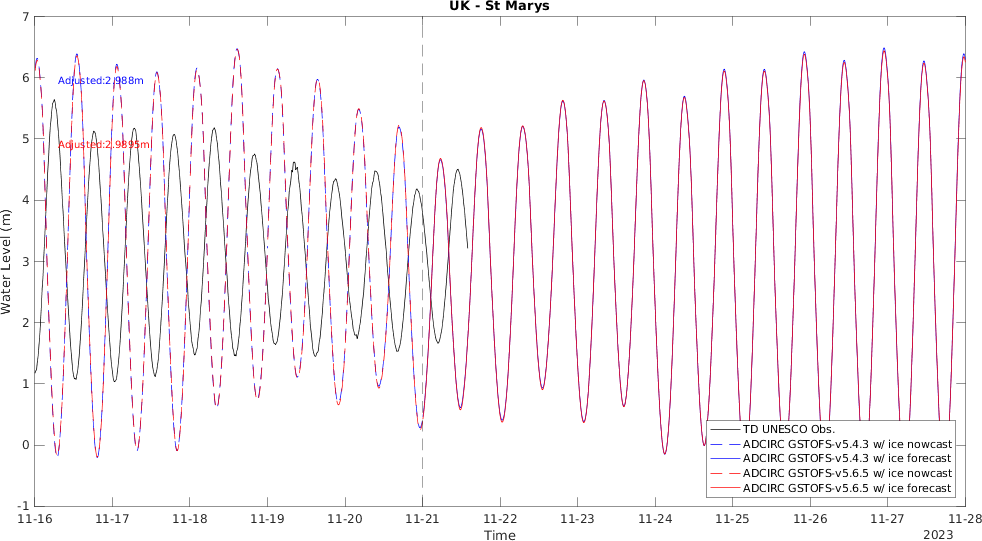 UK - St Marys
7
6
5
4
3
2
1
0
-1
Water Level (m)
Adjusted:2.988m
Adjusted:2.9895m
TD UNESCO Obs.
ADCIRC GSTOFS-v5.4.3 w/ ice nowcast
ADCIRC GSTOFS-v5.4.3 w/ ice forecast
ADCIRC GSTOFS-v5.6.5 w/ ice nowcast
ADCIRC GSTOFS-v5.6.5 w/ ice forecast
11-16 11-17 11-18 11-19 11-20 11-21 11-22 11-23 11-24 11-25 11-26 11-27 11-28
Time
2023